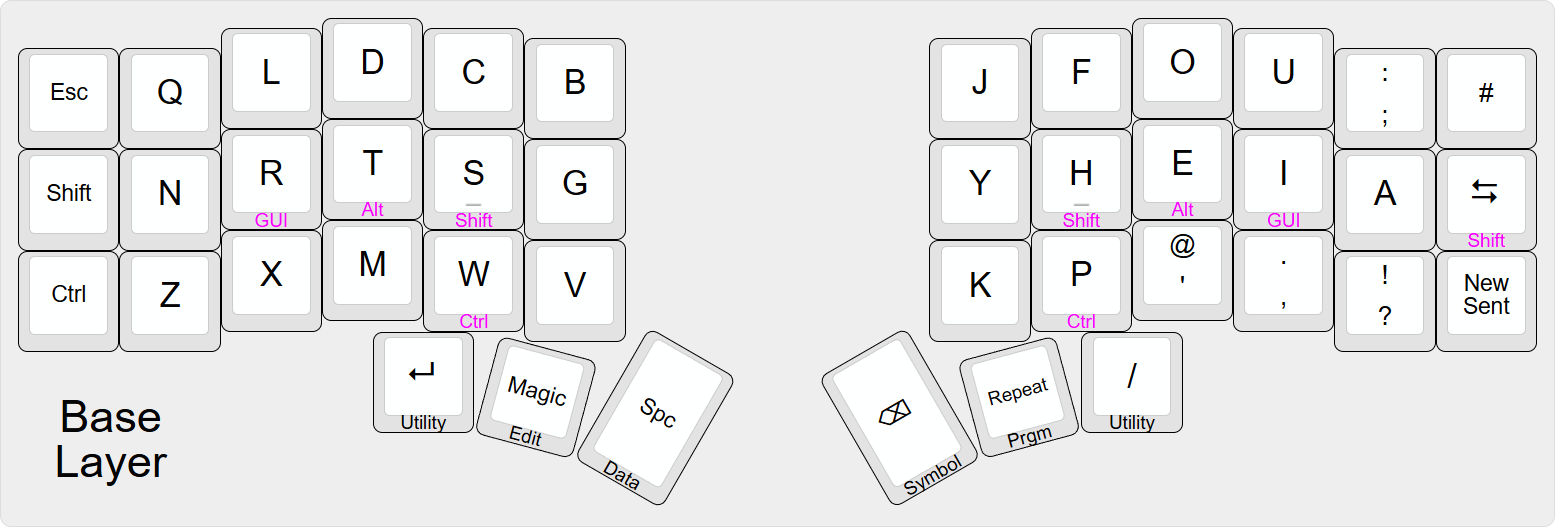 Esc Q L D C B J F O U : #
;
Shift N R T S G Y H E I A ⇆
GUI Alt Shift Shift Alt GUI Shift
Ctrl Z X M W V K P @ . ! New
' , ? Sent
Ctrl Ctrl
↵ Magic Spc ⌫ Repeat /
Utility Edit Data Symbol Prgm Utility
Base
Layer